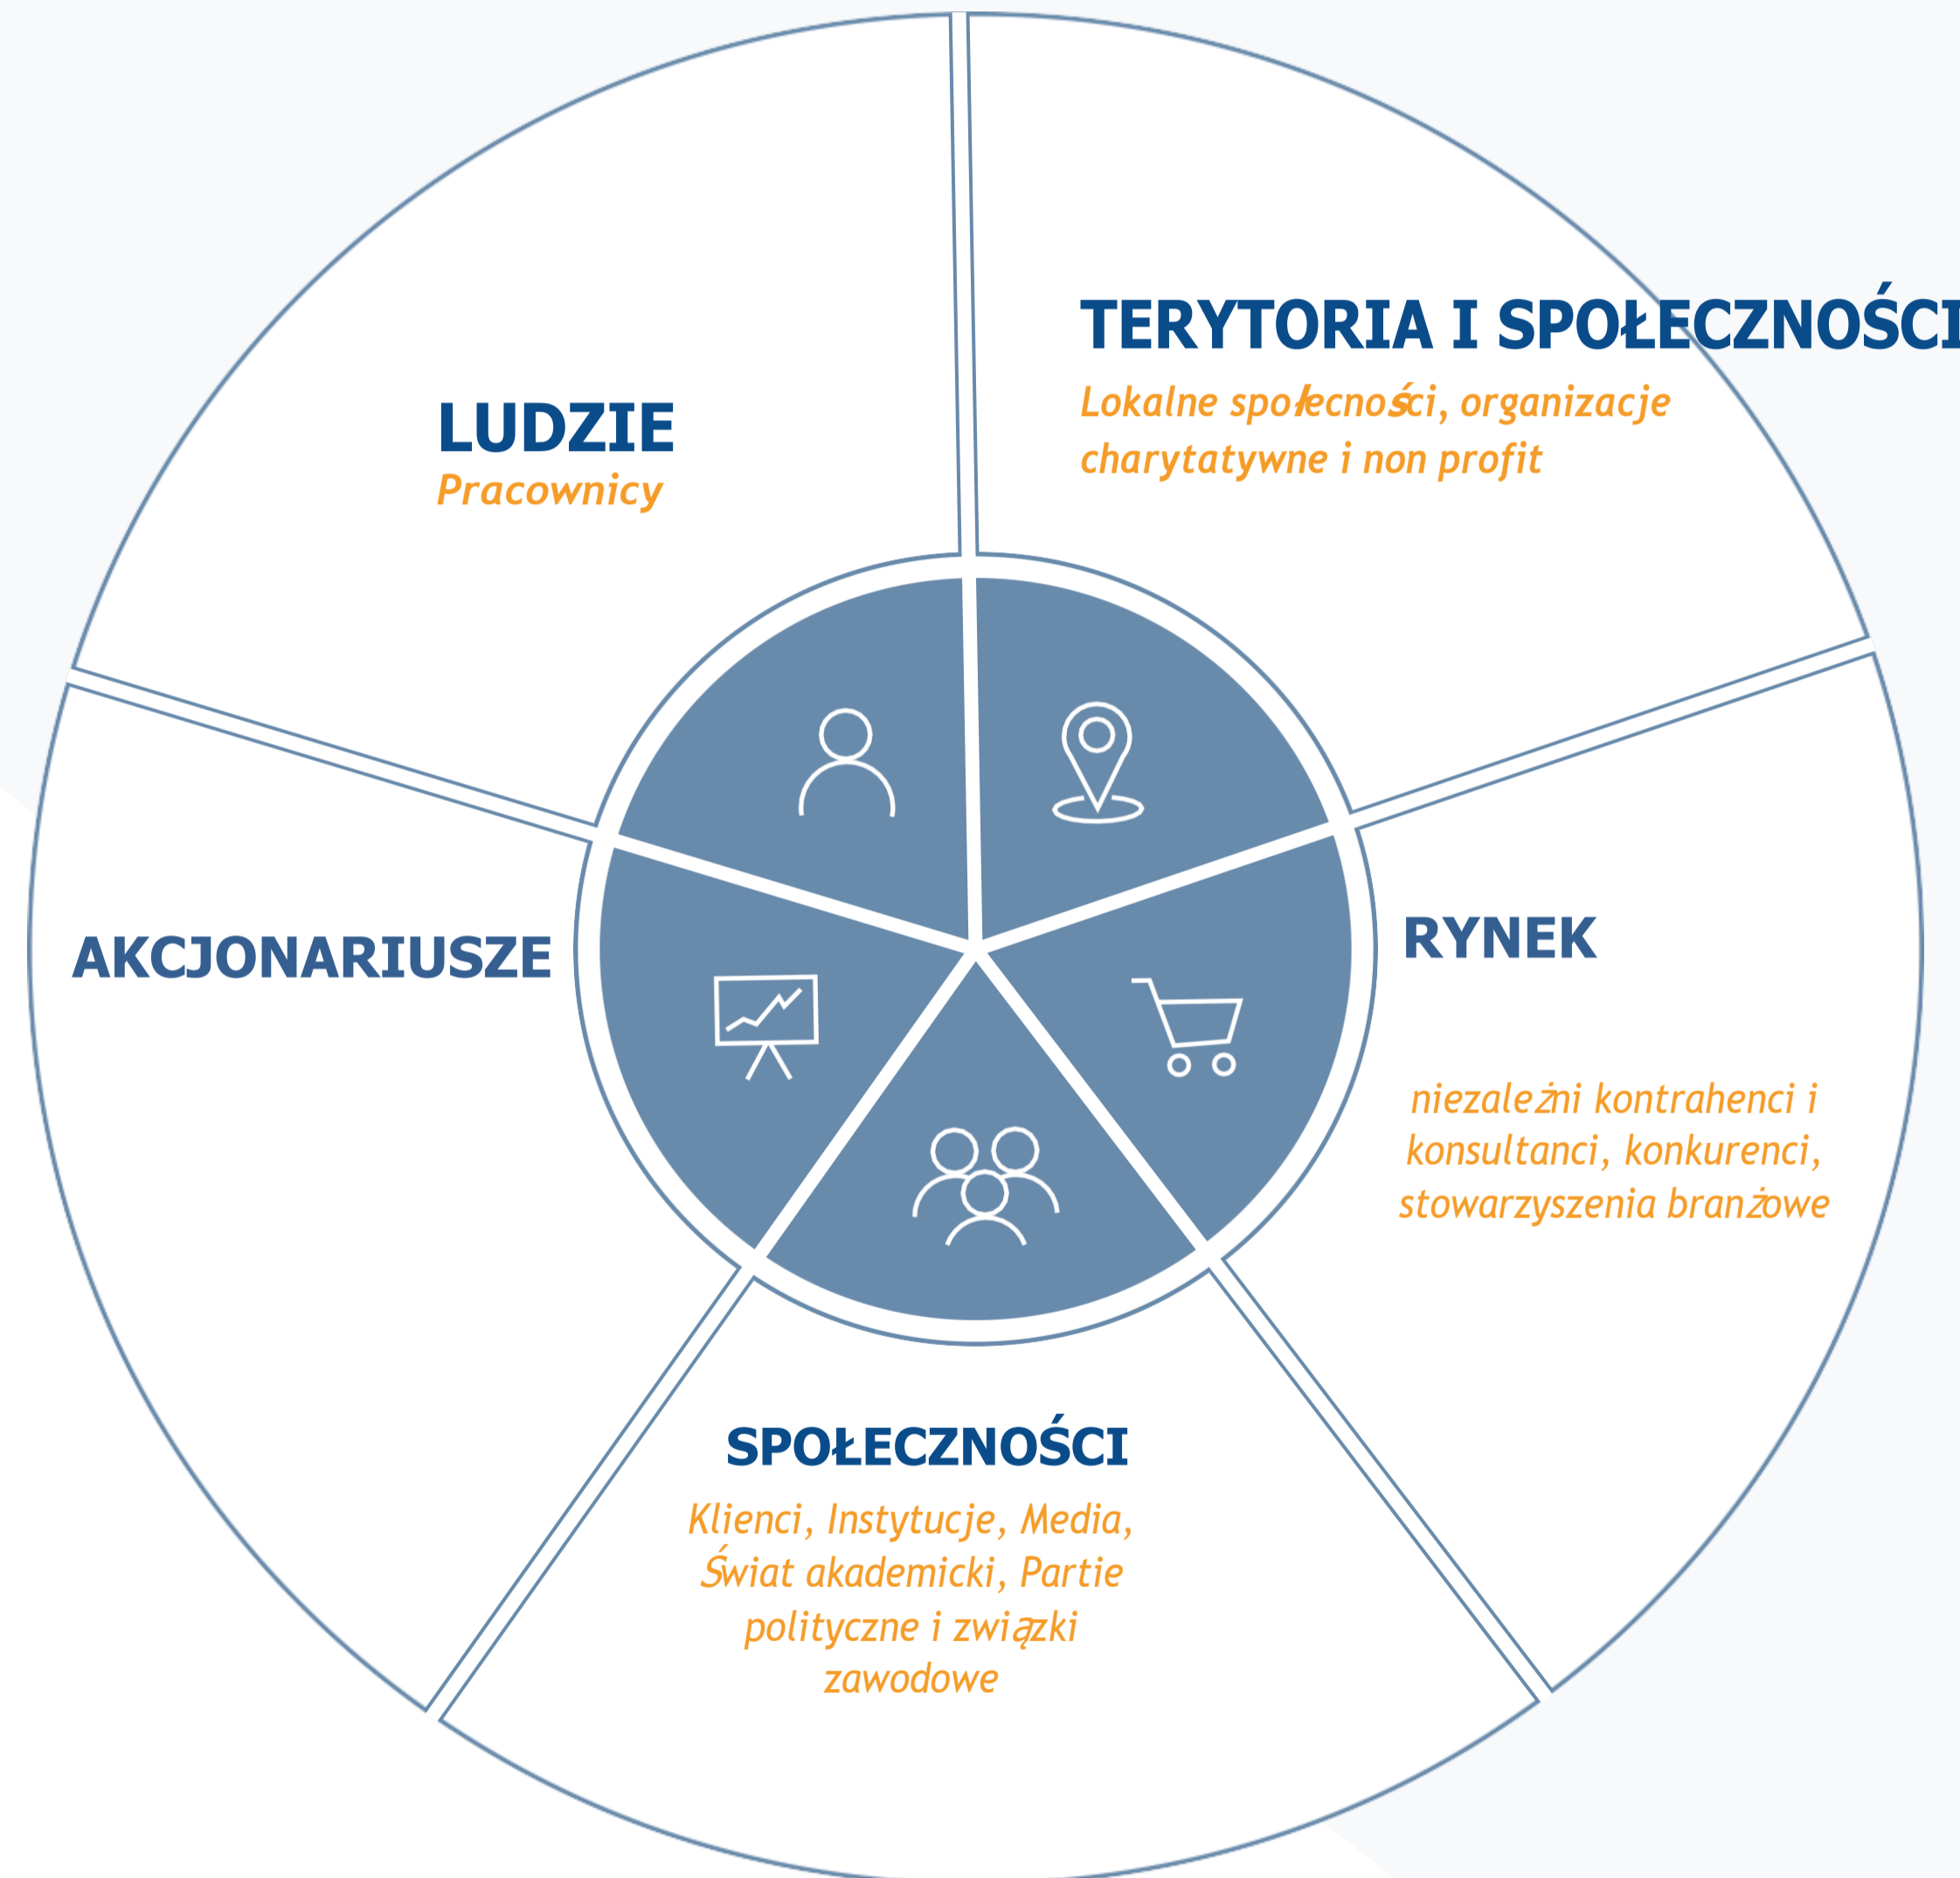 TERYTORIA I SPOŁECZNOŚCI
Lokalne społecności, organizacje
charytatywne i non profit
LUDZIE
Pracownicy
RYNEK
niezależni kontrahenci i
konsultanci, konkurenci,
stowarzyszenia branżowe
AKCJONARIUSZE
SPOŁECZNOŚCI
Klienci, Instytucje, Media,
Świat akademicki, Partie
polityczne i związki
zawodowe